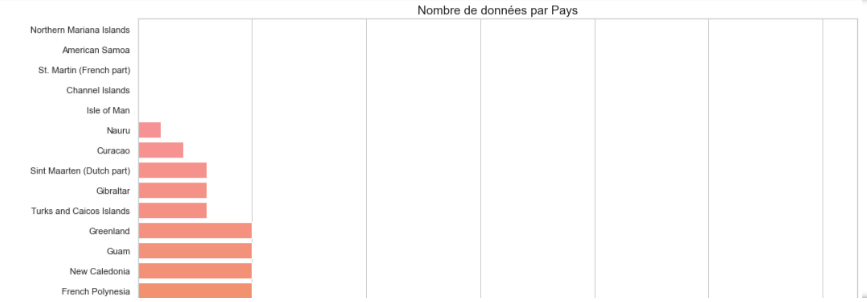 Nombre de données par Pays
Northern Mariana Islands
American Samoa
St. Martin (French part)
Channel Islands
Isle of Man
Nauru
Curacao
Sint Maarten (Dutch part)
Gibraltar
Turks and Caicos Islands
Greenland
Guam
New Caledonia
French Polynesia